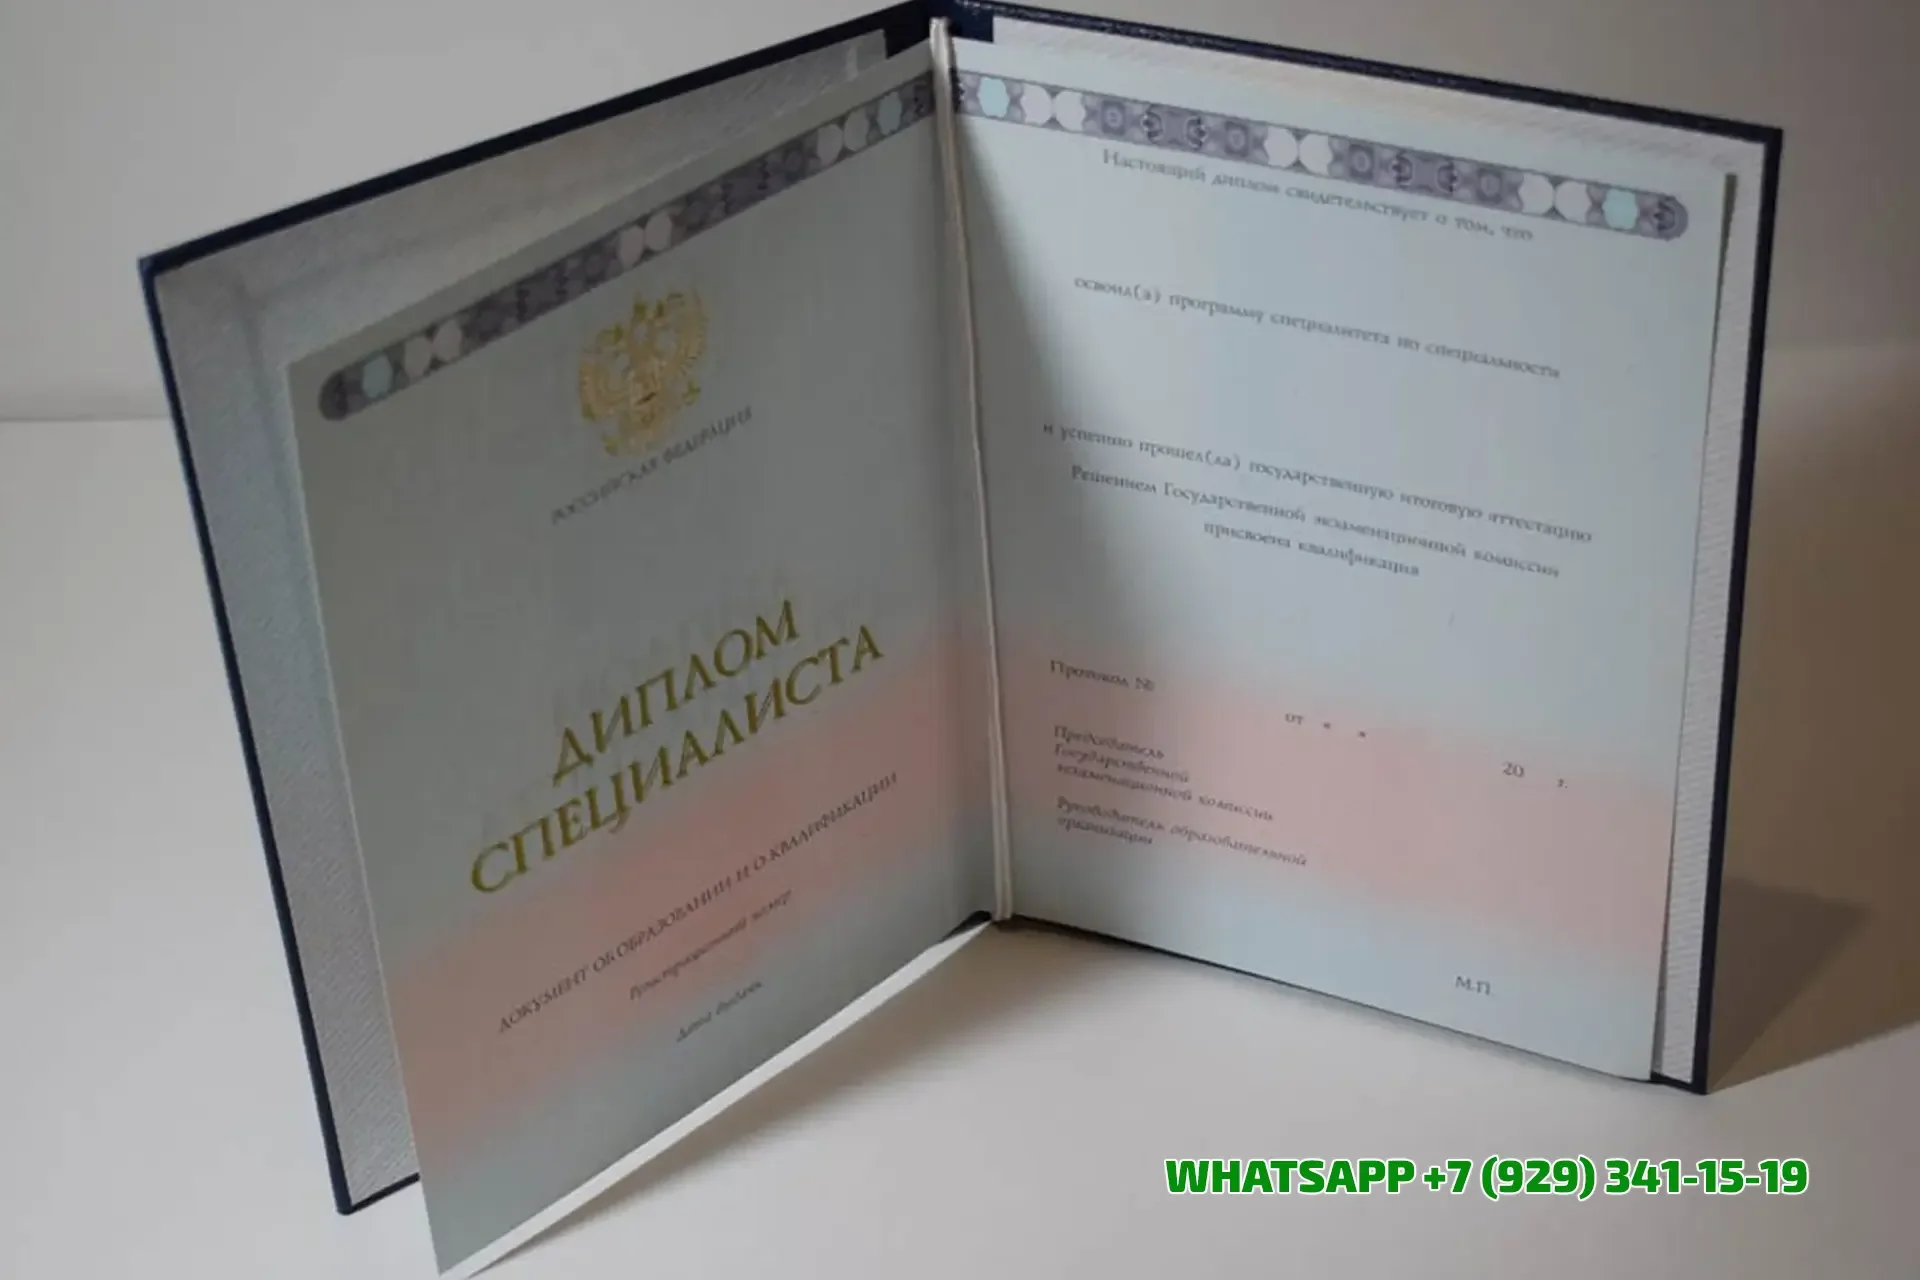 РОССИЙСКАЯ ФЕДЕРАЦИЯ
ДИПЛОМ
СПЕЦИАЛИСТА
ДОКУМЕНТ ОБ ОБРАЗОВАНИИ И О КВАЛИФИКАЦИИ
Регистрационный номер
Дата выдачи
Настоящий диплом свидетельствует о том, что
освоил(а) программу специалитета по специальности
и успешно прошел(ла) государственную итоговую аттестацию
Решением Государственной экзаменационной комиссии
присвоена квалификация
Протокол №
от « »
20 г.
Председатель
Государственной
экзаменационной комиссии
Руководитель образовательной
организации
М.П.
WHATSAPP +7 (929) 341-15-19